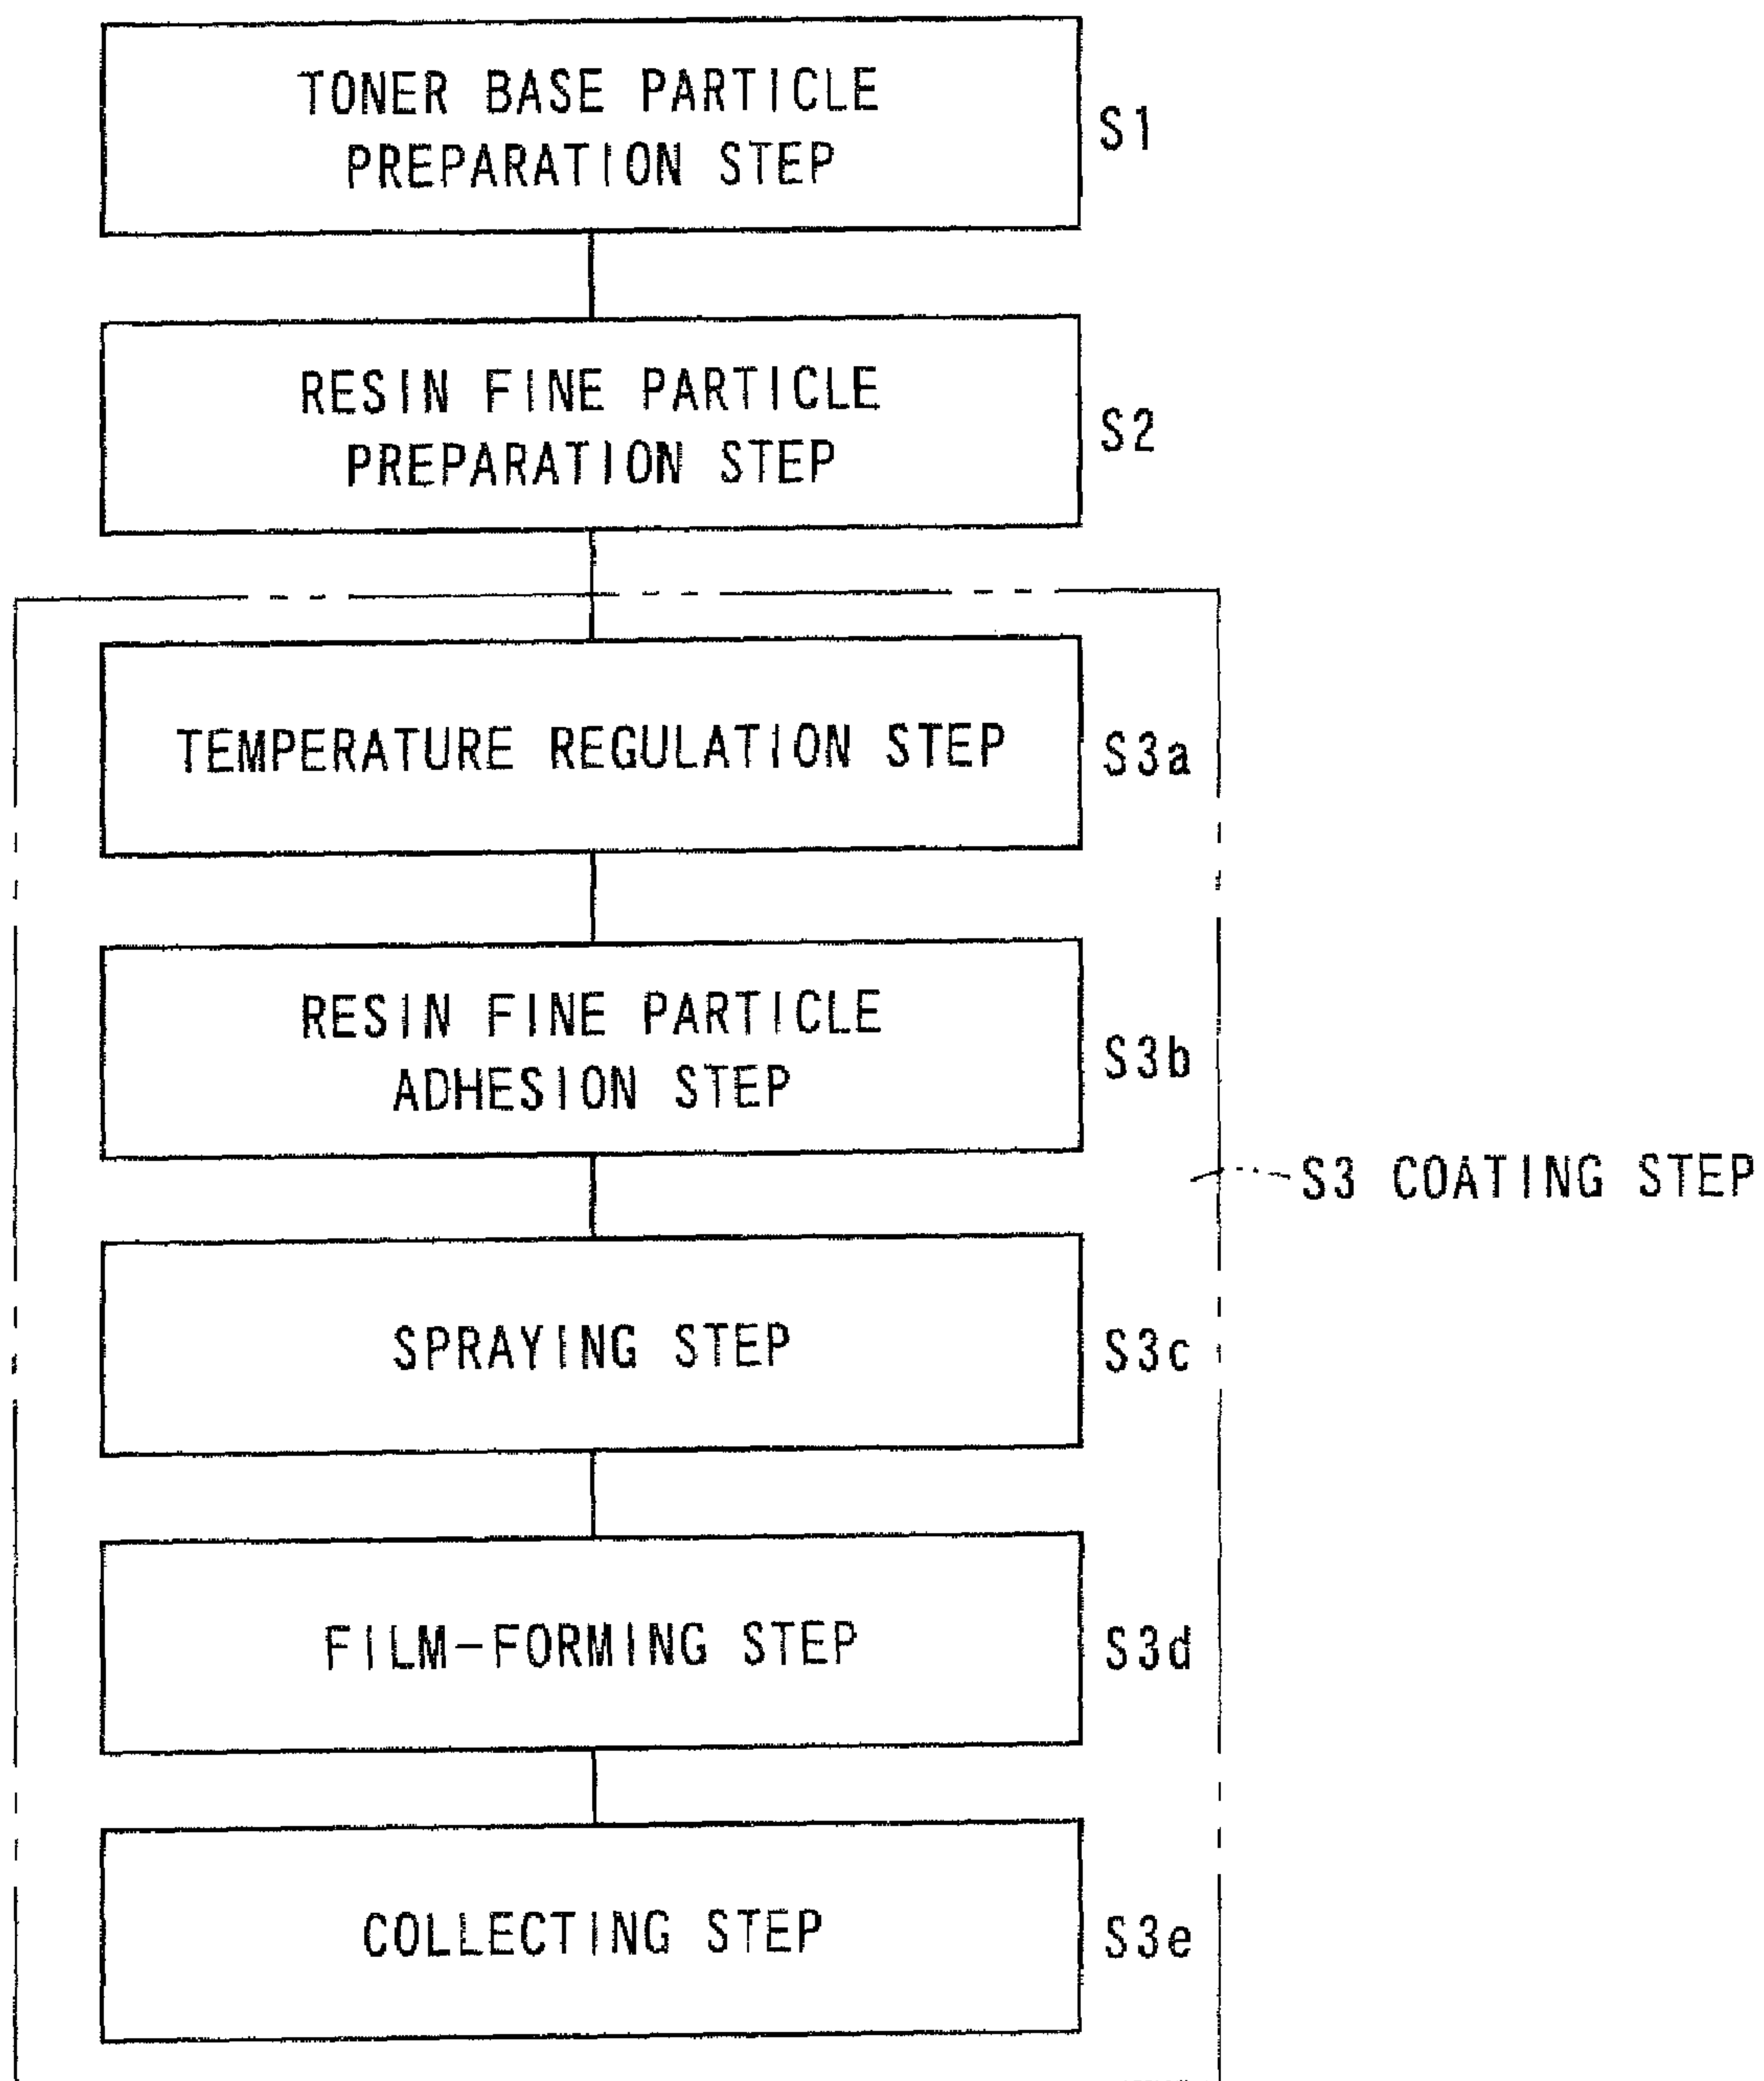 TONER BASE PARTICLE
PREPARATION STEP
S1
RESIN FINE PARTICLE
PREPARATION STEP
S2
TEMPERATURE REGULATION STEP
S3a
RESIN FINE PARTICLE
ADHESION STEP
S3b
S3 COATING STEP
SPRAYING STEP
S3c
FILM-FORMING STEP
S3d
COLLECTING STEP
S3e